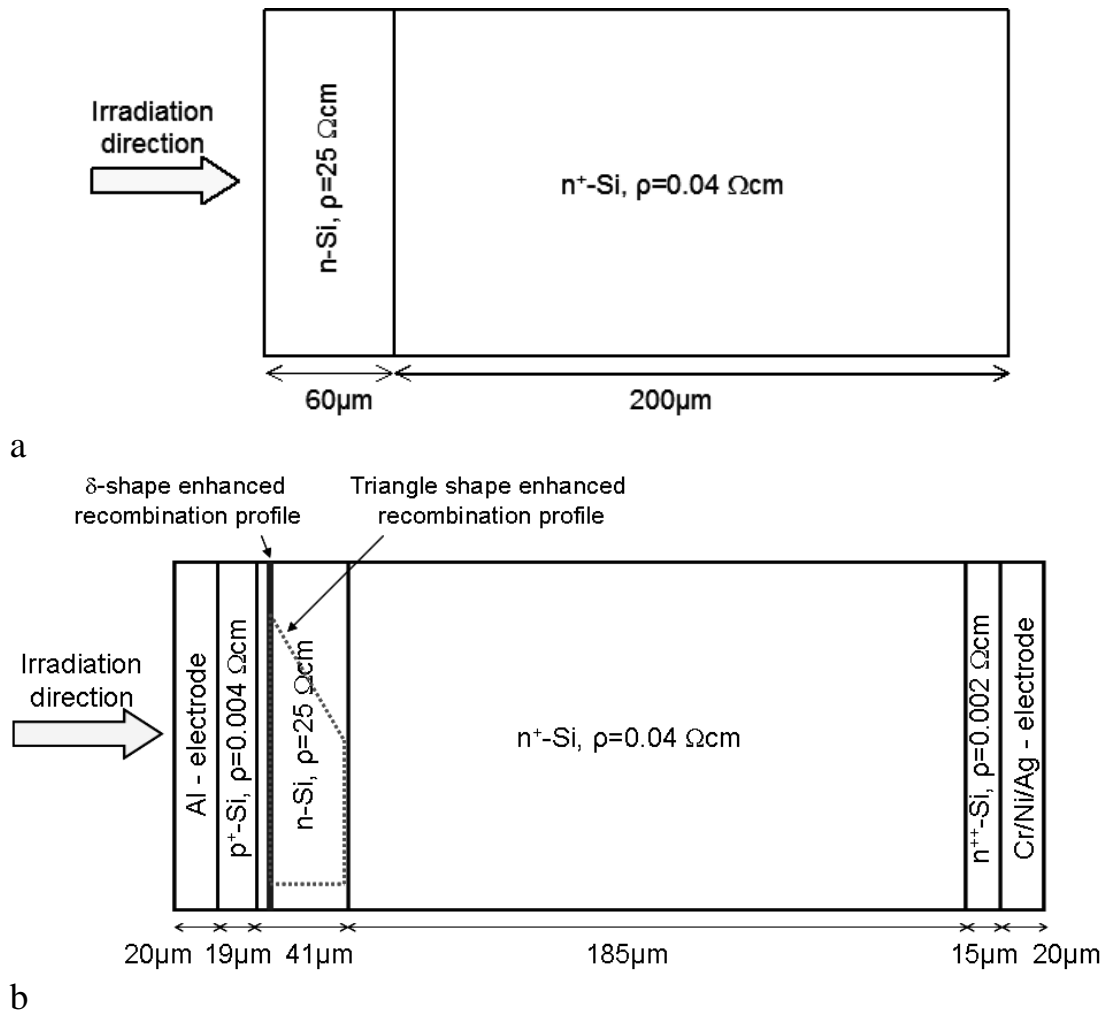 Irradiation
direction
n-Si, ρ=25 Ωcm
n⁺-Si, ρ=0.04 Ωcm
60μm
200μm
a
δ-shape enhanced
recombination profile
Triangle shape enhanced
recombination profile
Irradiation
direction
Al - electrode
p⁺-Si, ρ=0.004 Ωcm
n-Si, ρ=25 Ωcm
n⁺-Si, ρ=0.04 Ωcm
n⁺⁺-Si, ρ=0.002 Ωcm
Cr/Ni/Ag - electrode
20μm
19μm
41μm
185μm
15μm
20μm
b